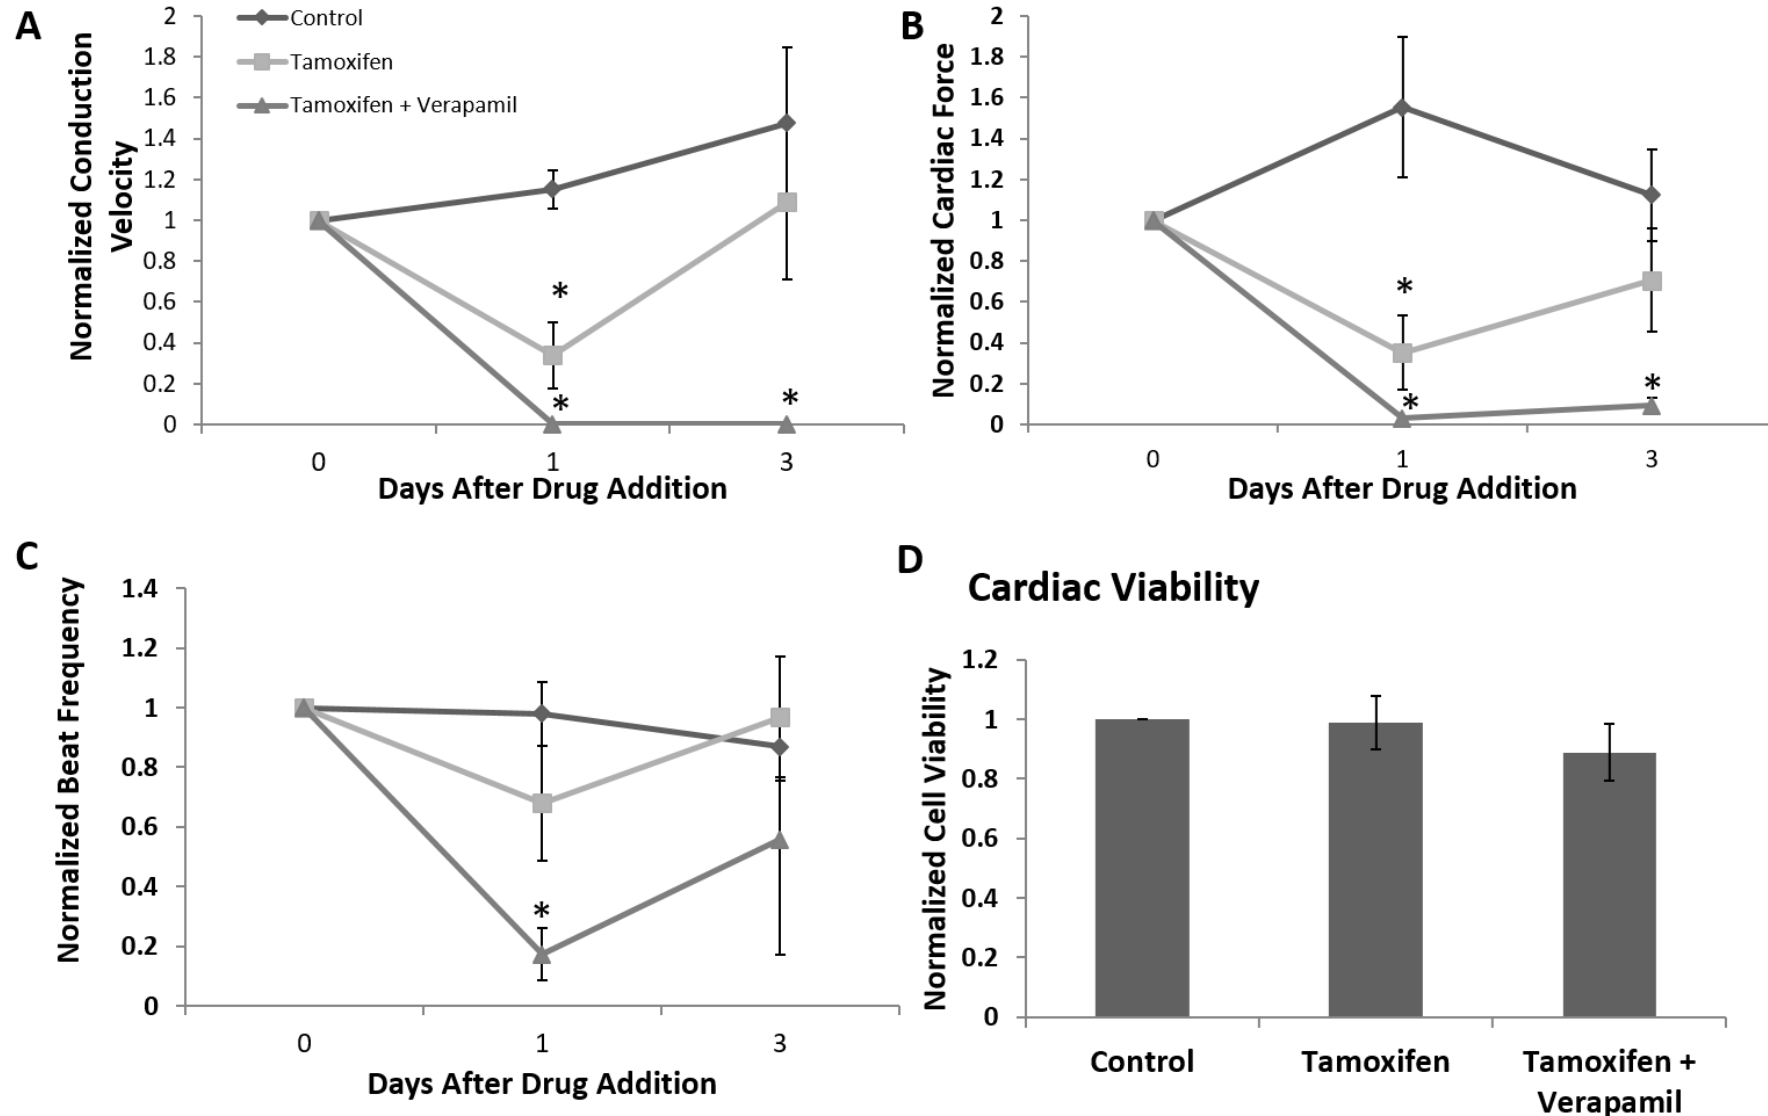 A
Normalized Conduction
Velocity
2
1.8
1.6
1.4
1.2
1
0.8
0.6
0.4
0.2
0
Control
Tamoxifen
Tamoxifen + Verapamil
*
*
*
0 1 3
Days After Drug Addition
B
Normalized Cardiac Force
2
1.8
1.6
1.4
1.2
1
0.8
0.6
0.4
0.2
0
*
*
*
0 1 3
Days After Drug Addition
C
Normalized Beat Frequency
1.4
1.2
1
0.8
0.6
0.4
0.2
0
*
0 1 3
Days After Drug Addition
D
Cardiac Viability
Normalized Cell Viability
1.2
1
0.8
0.6
0.4
0.2
0
Control
Tamoxifen
Tamoxifen +
Verapamil